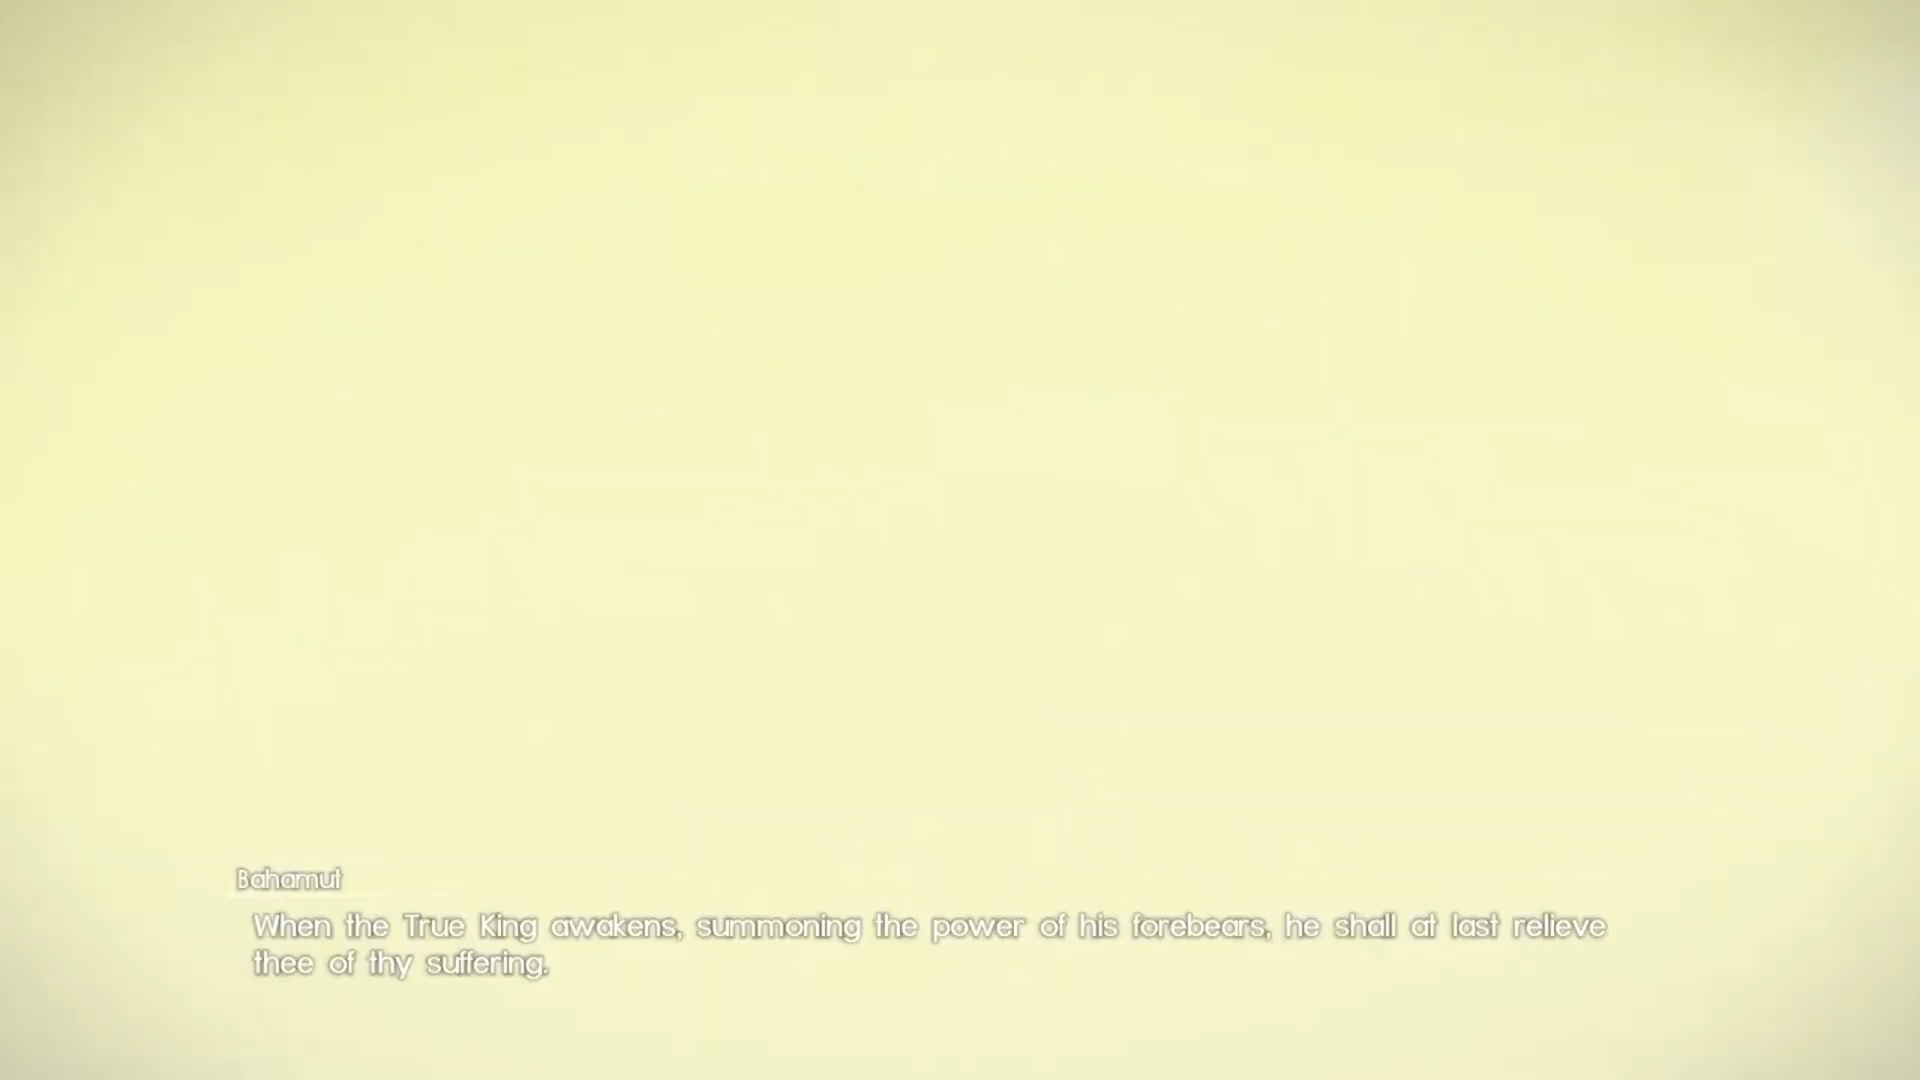 Bahamut
When the True King awakens, summoning the power of his forebears, he shall at last relieve
thee of thy suffering.